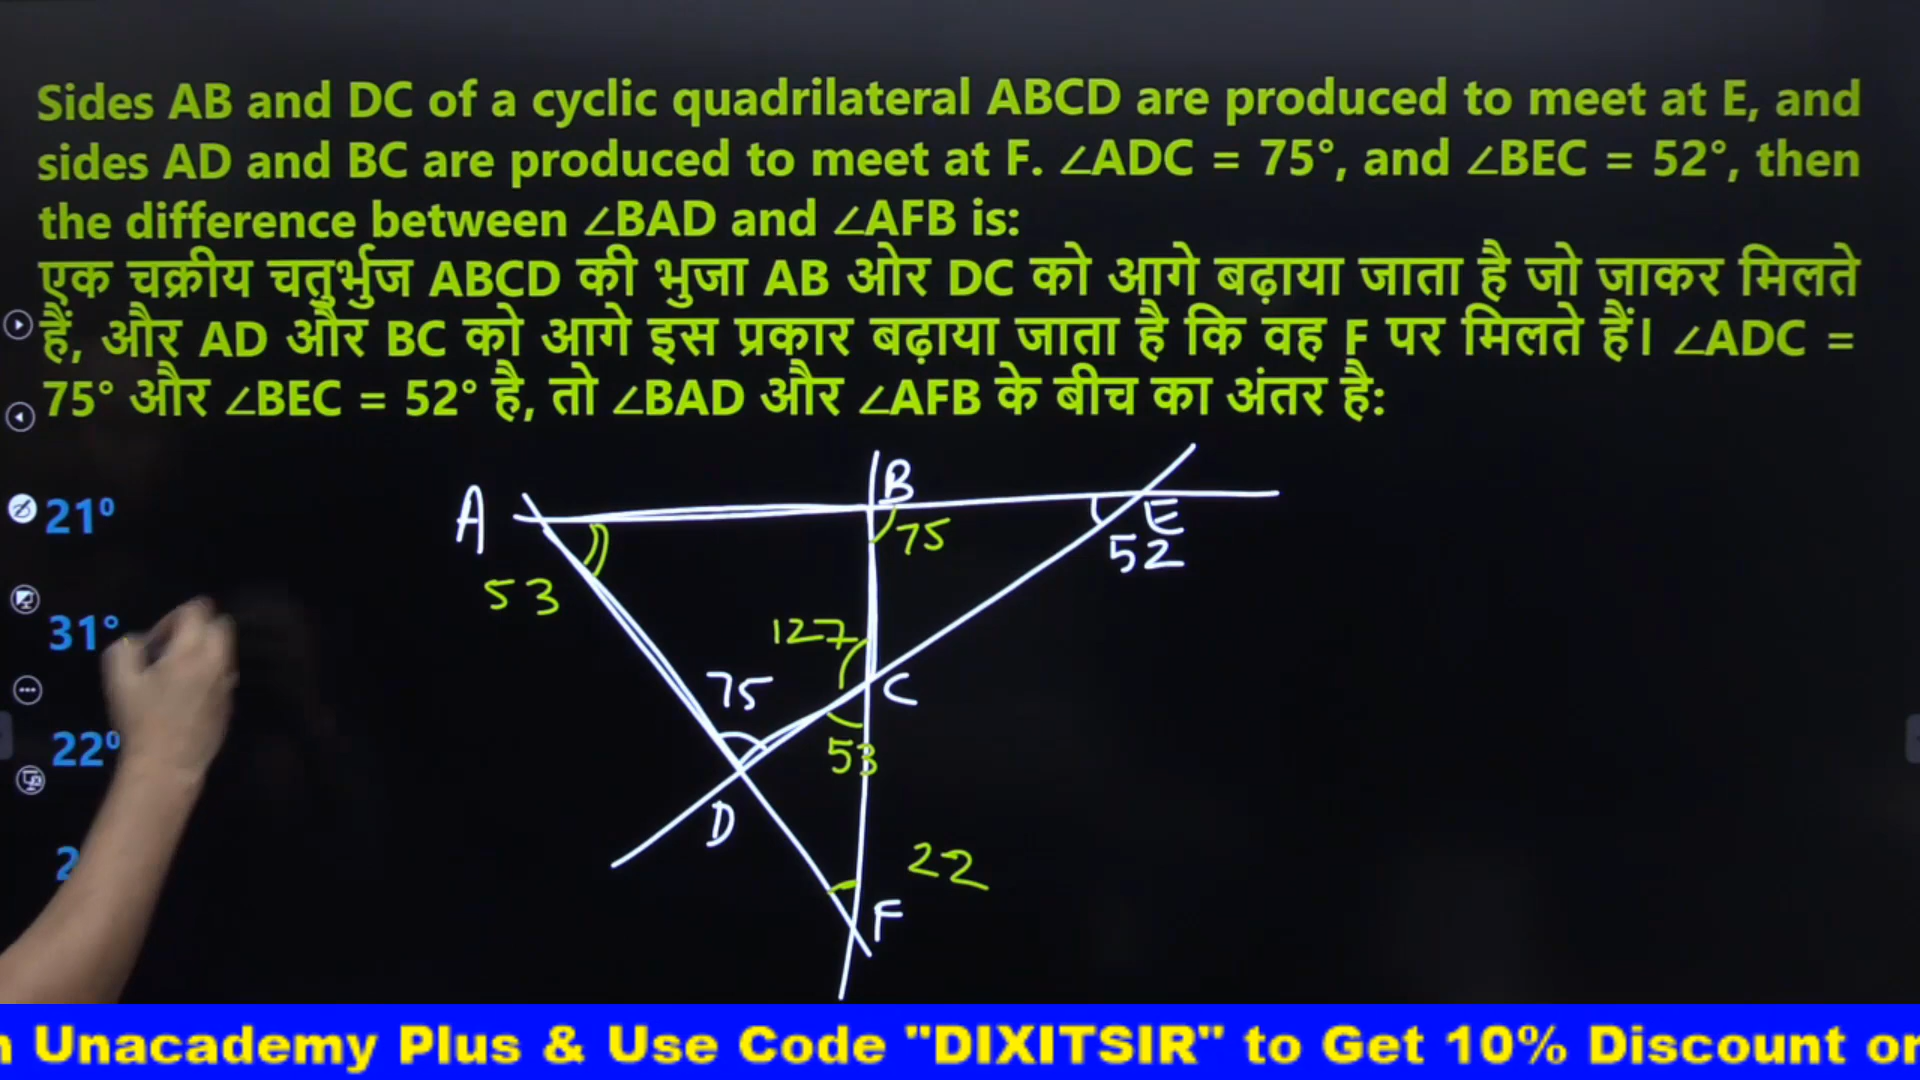 Sides AB and DC of a cyclic quadrilateral ABCD are produced to meet at E, and
sides AD and BC are produced to meet at F. ∠ADC = 75°, and ∠BEC = 52°, then
the difference between ∠BAD and ∠AFB is:
एक चक्रीय चतुर्भुज ABCD की भुजा AB ओर DC को आगे बढ़ाया जाता है जो जाकर मिलते
हैं, और AD और BC को आगे इस प्रकार बढ़ाया जाता है कि वह F पर मिलते हैं। ∠ADC =
75° और ∠BEC = 52° है, तो ∠BAD और ∠AFB के बीच का अंतर है:
21⁰
31°
22⁰
2
A
B
E
75
52
53
127
75
C
53
D
22
F
Unacademy Plus & Use Code "DIXITSIR" to Get 10% Discount